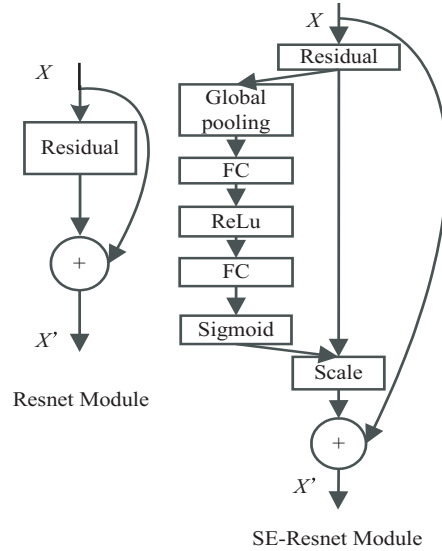 X
Residual
+
X'
Resnet Module
X
Residual
Global
pooling
FC
ReLu
FC
Sigmoid
Scale
+
X'
SE-Resnet Module